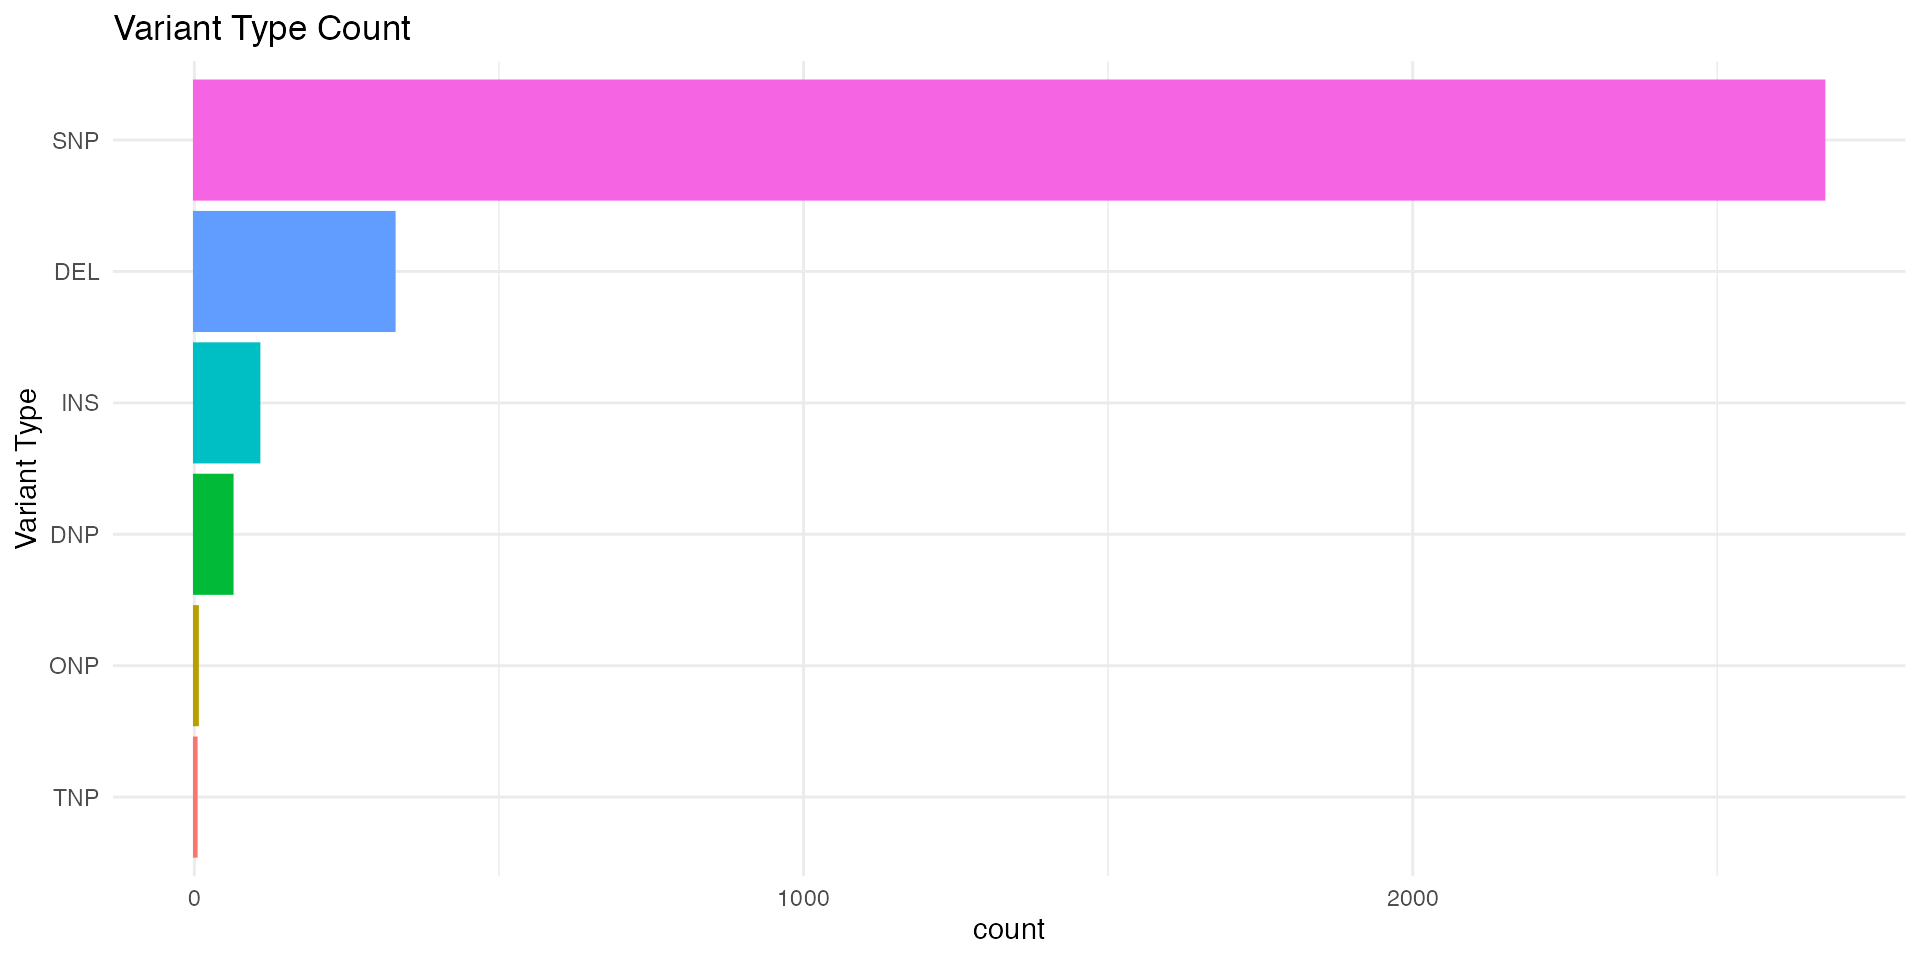 Variant Type Count
SNP
DEL
INS
DNP
ONP
TNP
Variant Type
0 1000 2000
count